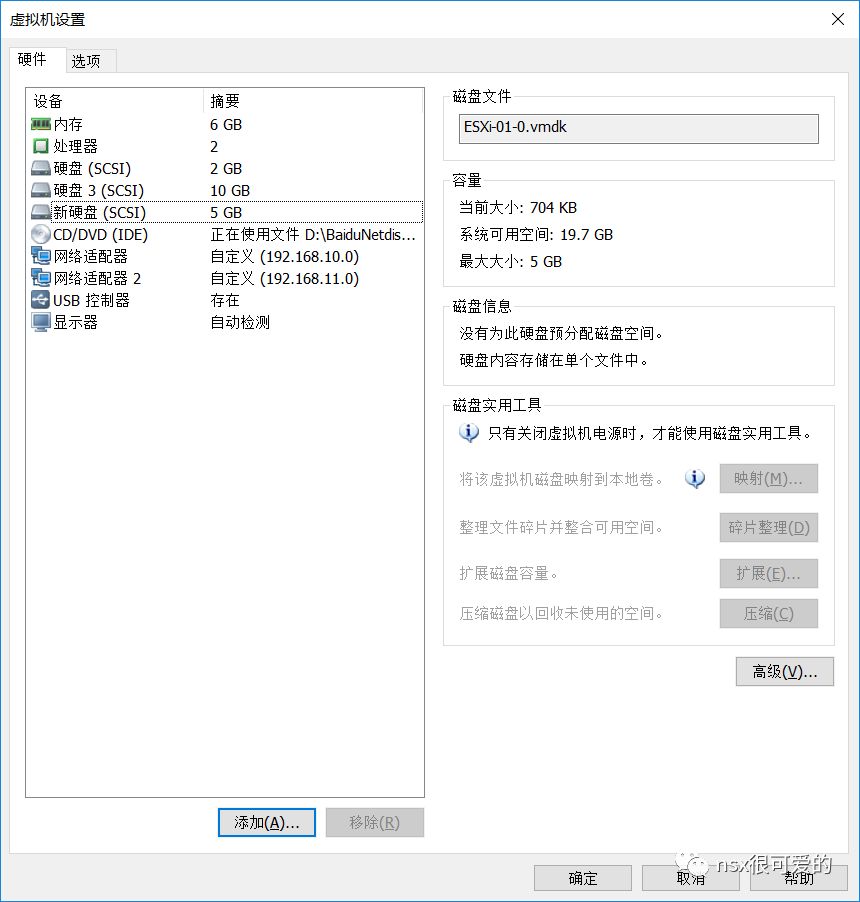 虚拟机设置
硬件 选项
设备 摘要
内存 6 GB
处理器 2
硬盘 (SCSI) 2 GB
硬盘 3 (SCSI) 10 GB
新硬盘 (SCSI) 5 GB
CD/DVD (IDE) 正在使用文件 D:\BaiduNetdis...
网络适配器 自定义 (192.168.10.0)
网络适配器 2 自定义 (192.168.11.0)
USB 控制器 存在
显示器 自动检测
添加(A)... 移除(R)
磁盘文件
ESXi-01-0.vmdk
容量
当前大小: 704 KB
系统可用空间: 19.7 GB
最大大小: 5 GB
磁盘信息
没有为此硬盘预分配磁盘空间。
硬盘内容存储在单个文件中。
磁盘实用工具
只有关闭虚拟机电源时，才能使用磁盘实用工具。
将该虚拟机磁盘映射到本地卷。 映射(M)...
整理文件碎片并整合可用空间。 碎片整理(D)
扩展磁盘容量。 扩展(E)...
压缩磁盘以回收未使用的空间。 压缩(C)
高级(V)...
确定 取消 帮助
nsx很可爱的